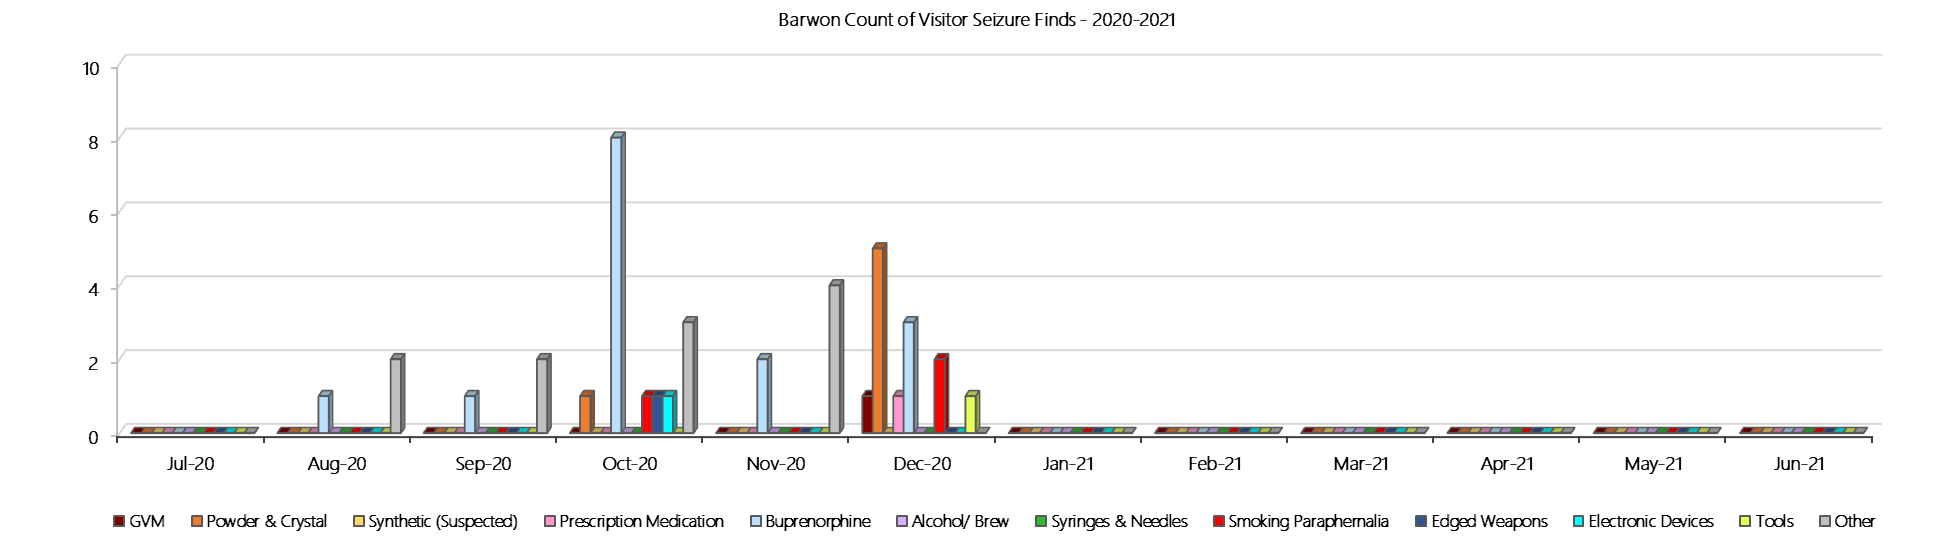 Barwon Count of Visitor Seizure Finds - 2020-2021
10
8
6
4
2
0
Jul-20 Aug-20 Sep-20 Oct-20 Nov-20 Dec-20 Jan-21 Feb-21 Mar-21 Apr-21 May-21 Jun-21
GVM Powder & Crystal Synthetic (Suspected) Prescription Medication Buprenorphine Alcohol/ Brew Syringes & Needles Smoking Paraphernalia Edged Weapons Electronic Devices Tools Other